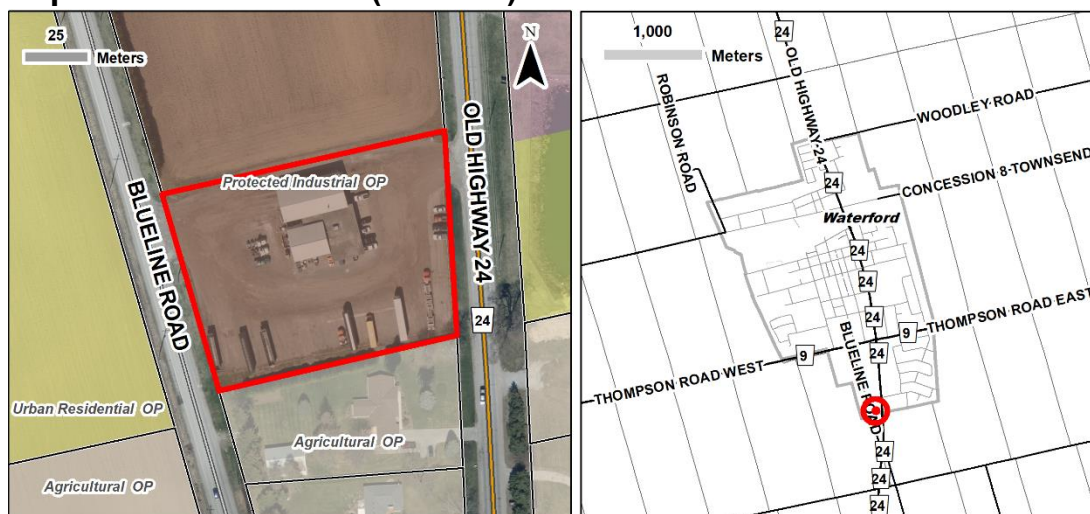 25
Meters
N
OLD HIGHWAY 24
24
BLUELINE ROAD
Protected Industrial OP
Urban Residential OP
Agricultural OP
Agricultural OP
1,000
Meters
24
OLD HIGHWAY 24
ROBINSON ROAD
WOODLEY ROAD
CONCESSION 8-TOWNSEND
24
Waterford
24
24
24
BLUELINE ROAD
24
9
THOMPSON ROAD EAST
9
THOMPSON ROAD WEST
24
24
24